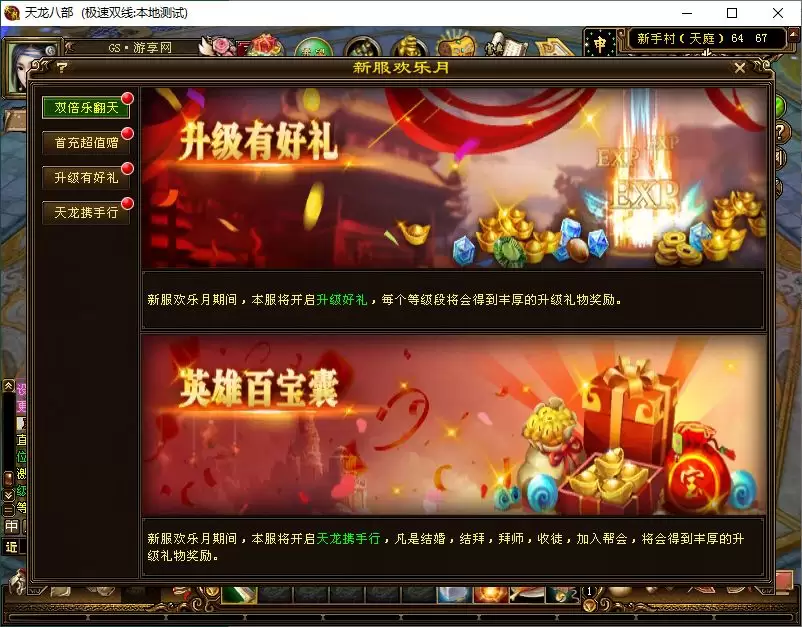 天龙八部 (极速双线:本地测试)
GS·游享网
新手村(天庭) 64 67
申
?
新服欢乐月
双倍乐翻天
首充超值赠
升级有好礼
天龙携手行
升级有好礼
EXP
EXP
EXP
新服欢乐月期间，本服将开启升级好礼，每个等级段将会得到丰厚的升级礼物奖励。
英雄百宝囊
宝
新服欢乐月期间，本服将开启天龙携手行，凡是结婚，结拜，拜师，收徒，加入帮会，将会得到丰厚的升
级礼物奖励。
近
1